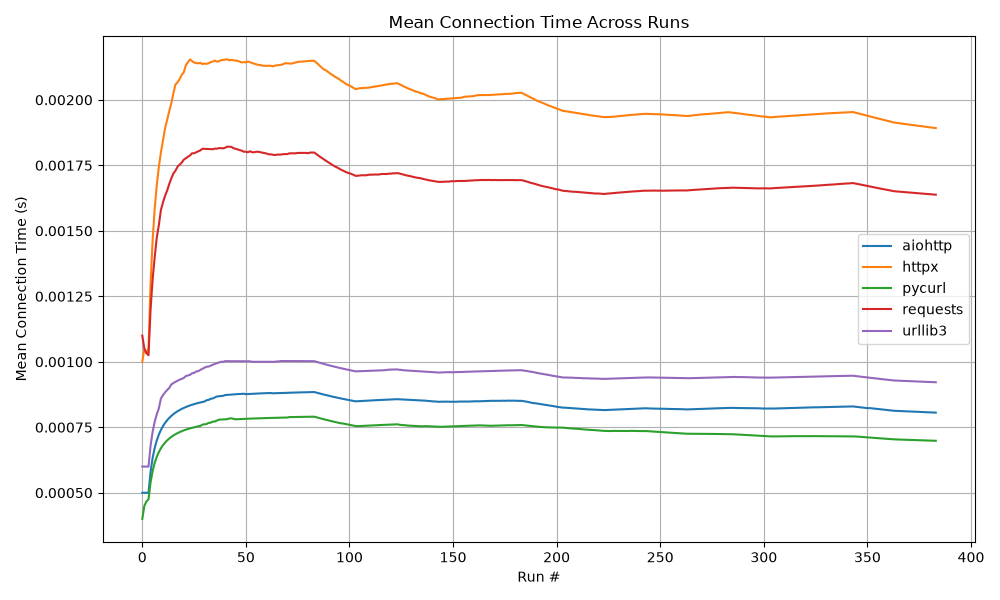 Mean Connection Time Across Runs
Mean Connection Time (s)
0.00200
0.00175
0.00150
0.00125
0.00100
0.00075
0.00050
aiohttp
httpx
pycurl
requests
urllib3
0 50 100 150 200 250 300 350 400
Run #